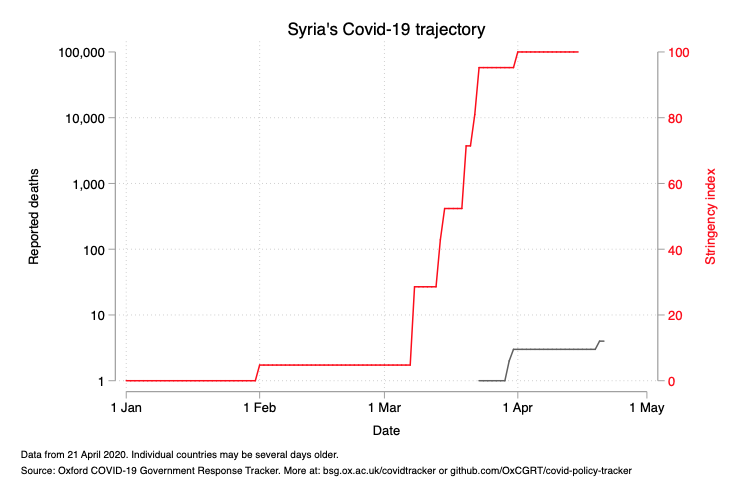 Syria's Covid-19 trajectory
Reported deaths
100,000
10,000
1,000
100
10
1
Stringency index
100
80
60
40
20
0
1 Jan
1 Feb
1 Mar
1 Apr
1 May
Date
Data from 21 April 2020. Individual countries may be several days older.
Source: Oxford COVID-19 Government Response Tracker. More at: bsg.ox.ac.uk/covidtracker or github.com/OxCGRT/covid-policy-tracker